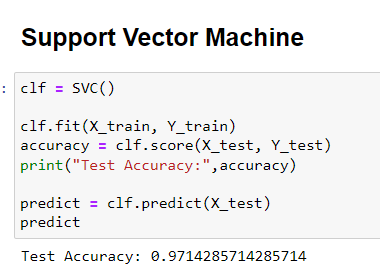 Support Vector Machine
: clf = SVC()
clf.fit(X_train, Y_train)
accuracy = clf.score(X_test, Y_test)
print("Test Accuracy:",accuracy)
predict = clf.predict(X_test)
predict
Test Accuracy: 0.9714285714285714